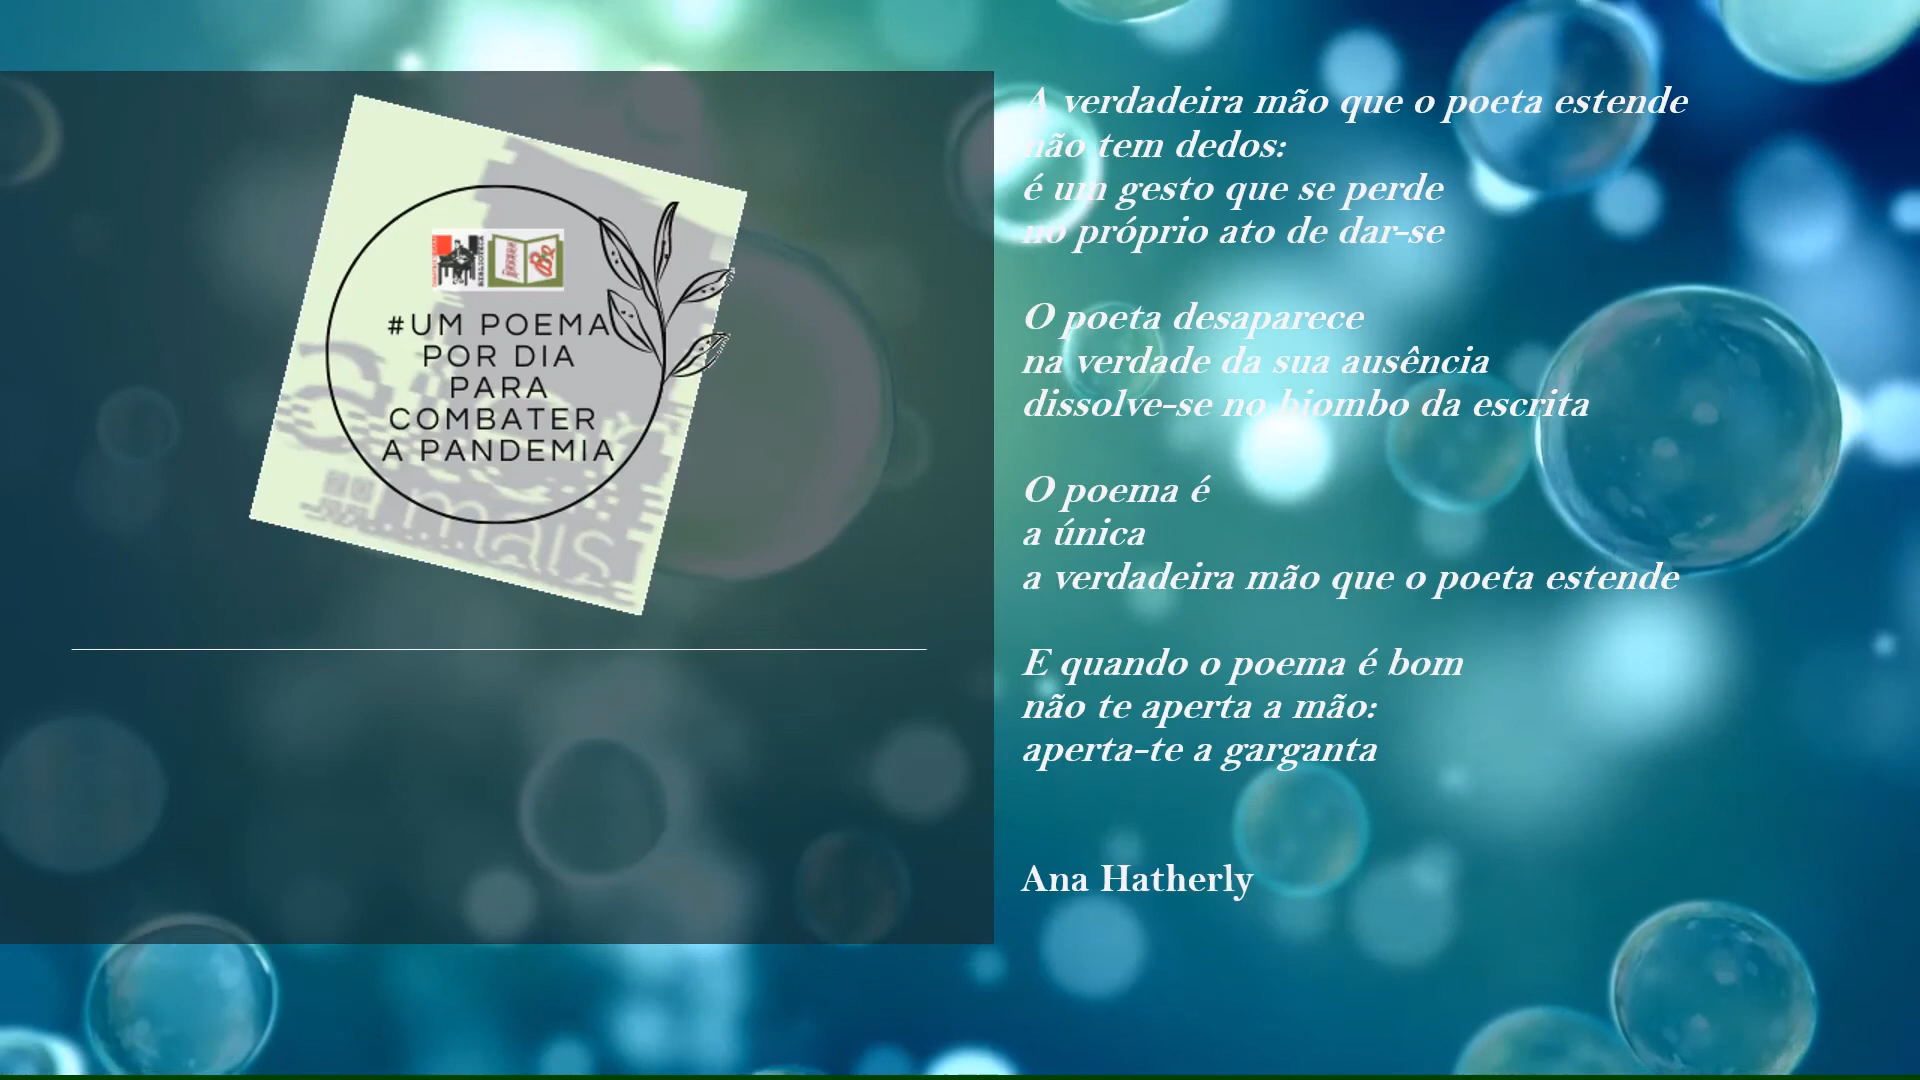 #UM POEMA
POR DIA
PARA
COMBATER
A PANDEMIA
mais
A verdadeira mão que o poeta estende
não tem dedos:
é um gesto que se perde
no próprio ato de dar-se
O poeta desaparece
na verdade da sua ausência
dissolve-se no biombo da escrita
O poema é
a única
a verdadeira mão que o poeta estende
E quando o poema é bom
não te aperta a mão:
aperta-te a garganta
Ana Hatherly